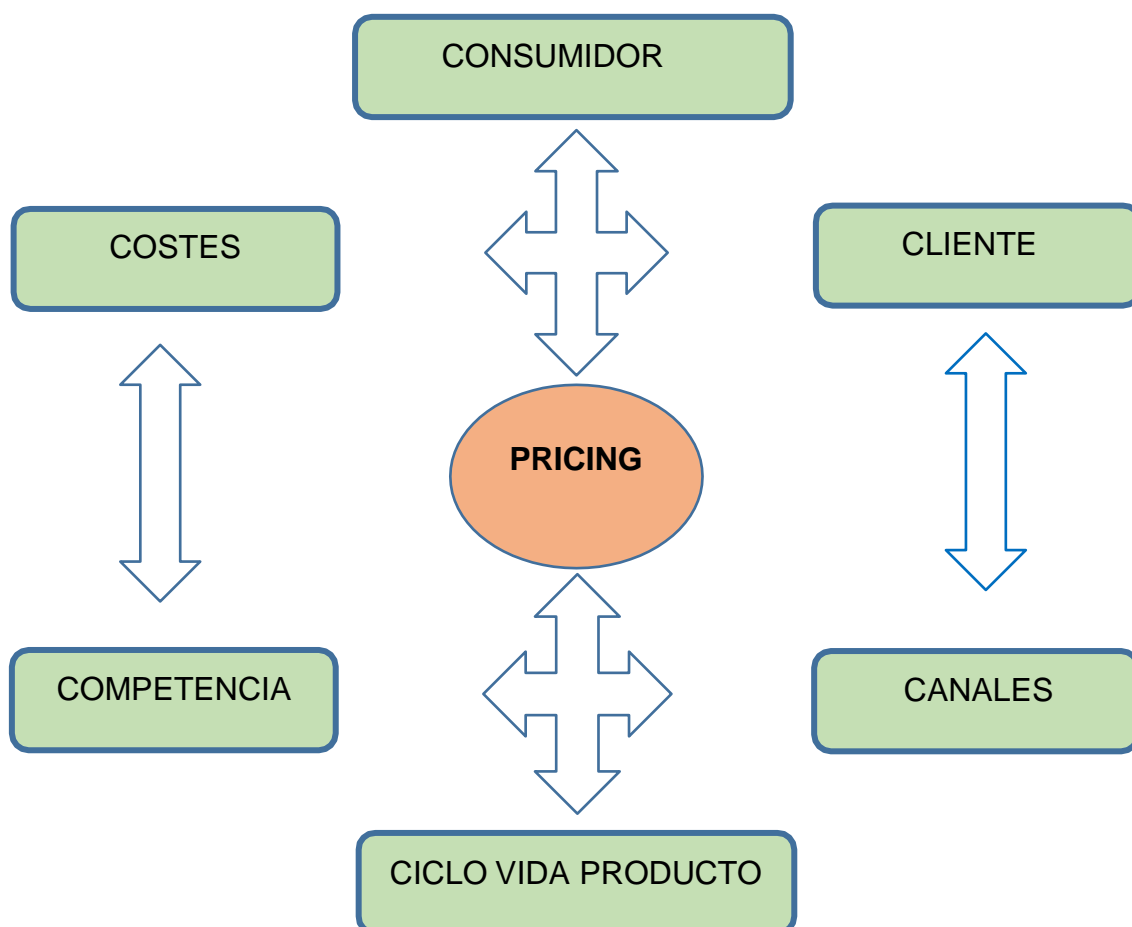 CONSUMIDOR
COSTES
CLIENTE
PRICING
COMPETENCIA
CANALES
CICLO VIDA PRODUCTO